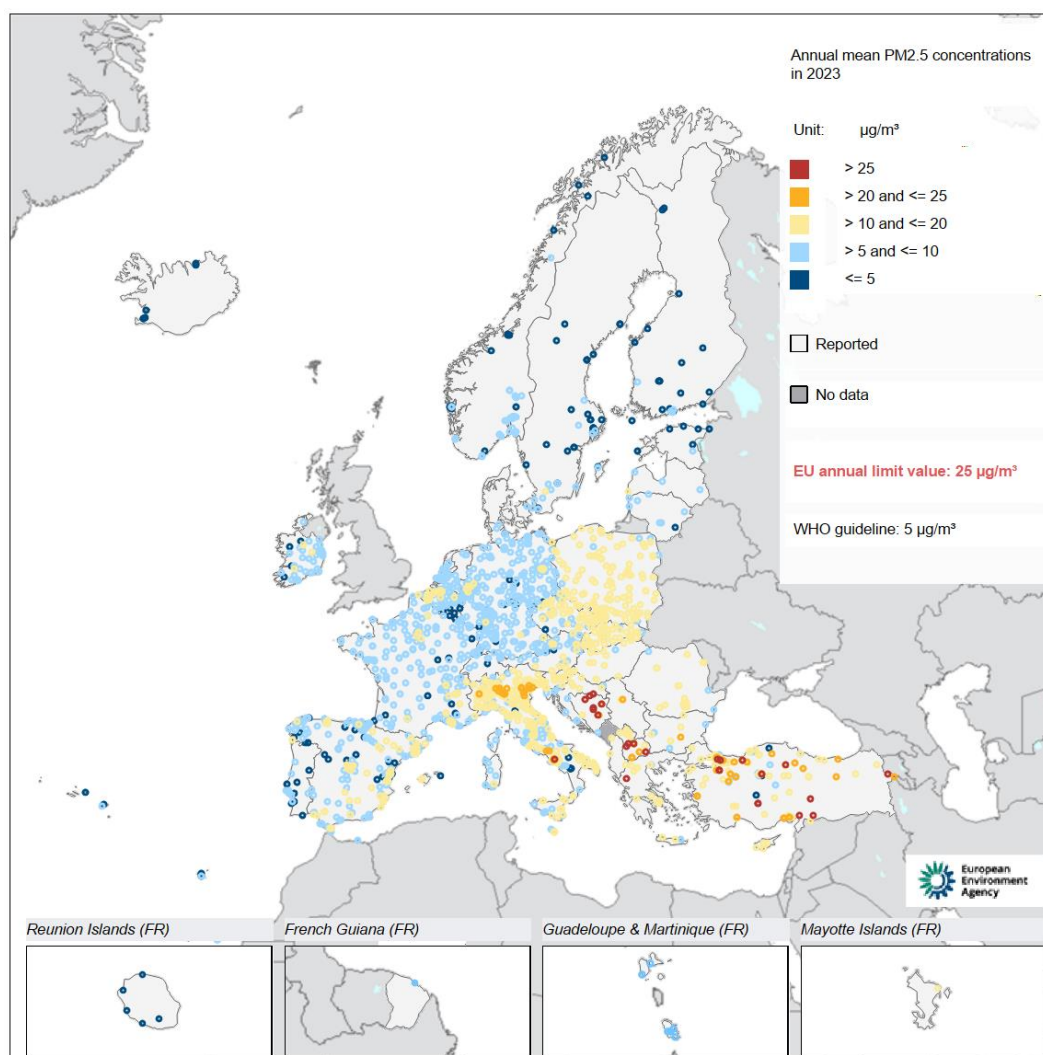 Annual mean PM2.5 concentrations
in 2023
Unit: µg/m³
> 25
> 20 and <= 25
> 10 and <= 20
> 5 and <= 10
<= 5
Reported
No data
EU annual limit value: 25 µg/m³
WHO guideline: 5 µg/m³
European
Environment
Agency
Reunion Islands (FR)
French Guiana (FR)
Guadeloupe & Martinique (FR)
Mayotte Islands (FR)